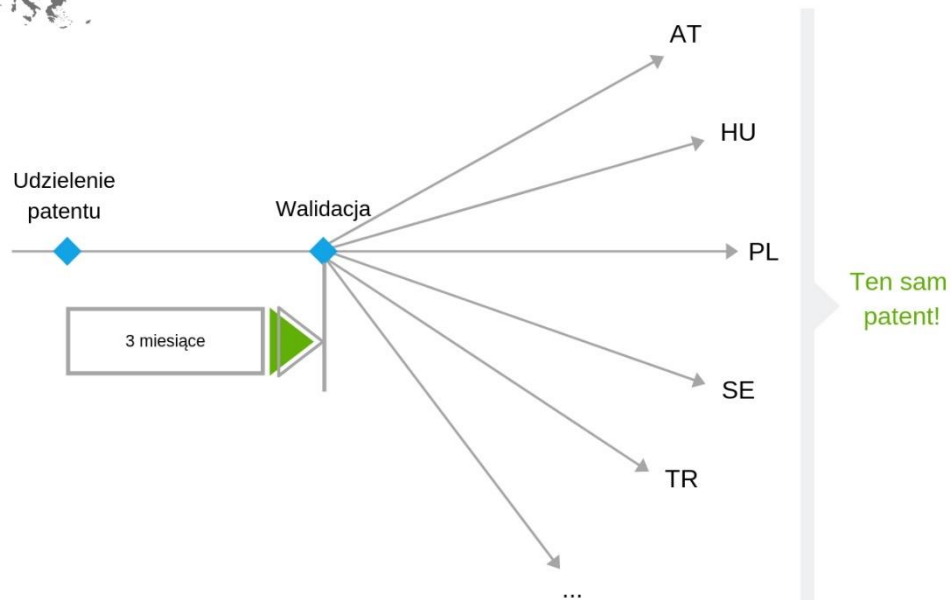 AT
HU
Udzielenie
patentu
Walidacja
PL
Ten sam
patent!
3 miesiące
SE
TR
...